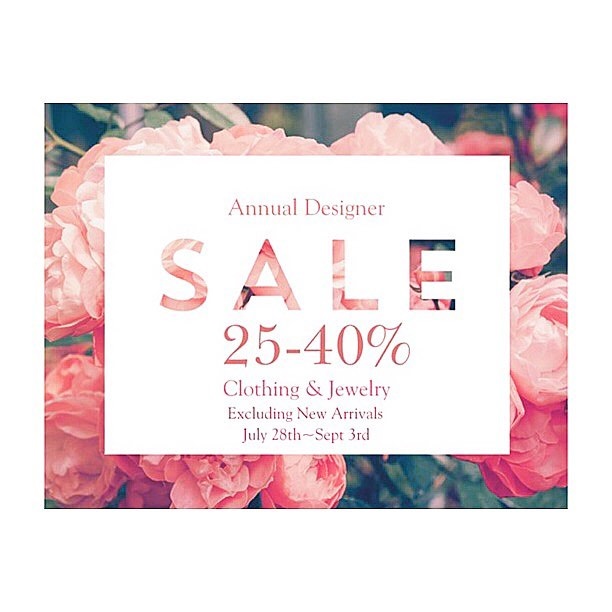 Annual Designer
SALE
25-40%
Clothing & Jewelry
Excluding New Arrivals
July 28th~Sept 3rd